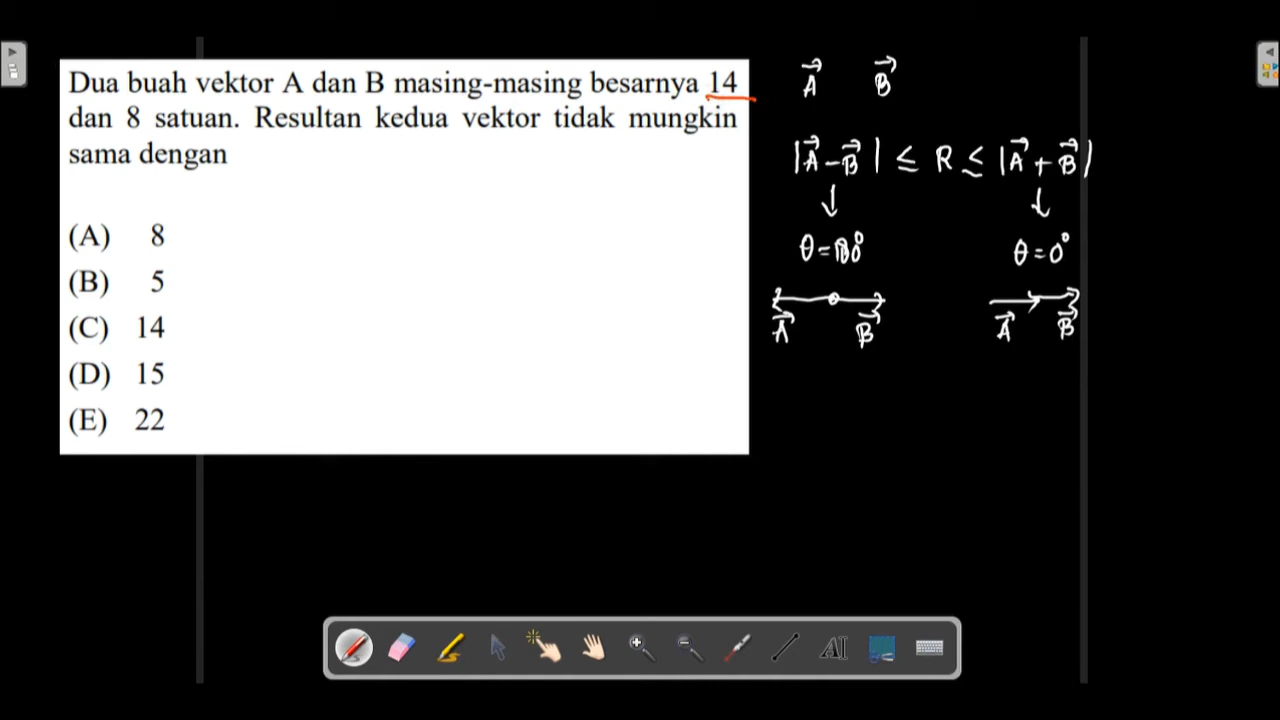 Dua buah vektor A dan B masing-masing besarnya 14
dan 8 satuan. Resultan kedua vektor tidak mungkin
sama dengan
(A) 8
(B) 5
(C) 14
(D) 15
(E) 22
A⃗ B⃗
|A⃗ - B⃗| ≤ R ≤ |A⃗ + B⃗|
θ = 180° θ = 0°
A⃗ B⃗ A⃗ B⃗
AI